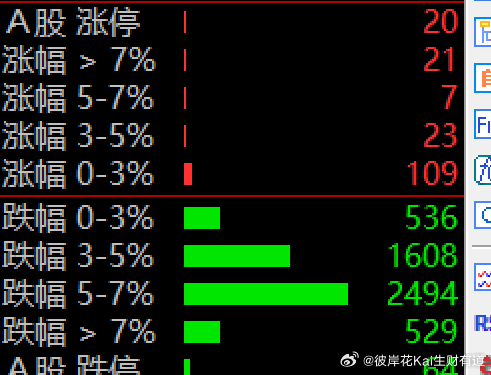 A股 涨停 20
涨幅 > 7% 21
涨幅 5-7% 7
涨幅 3-5% 23
涨幅 0-3% 109
跌幅 0-3% 536
跌幅 3-5% 1608
跌幅 5-7% 2494
跌幅 > 7% 529
A股 跌停 64
@彼岸花Kai生财有道